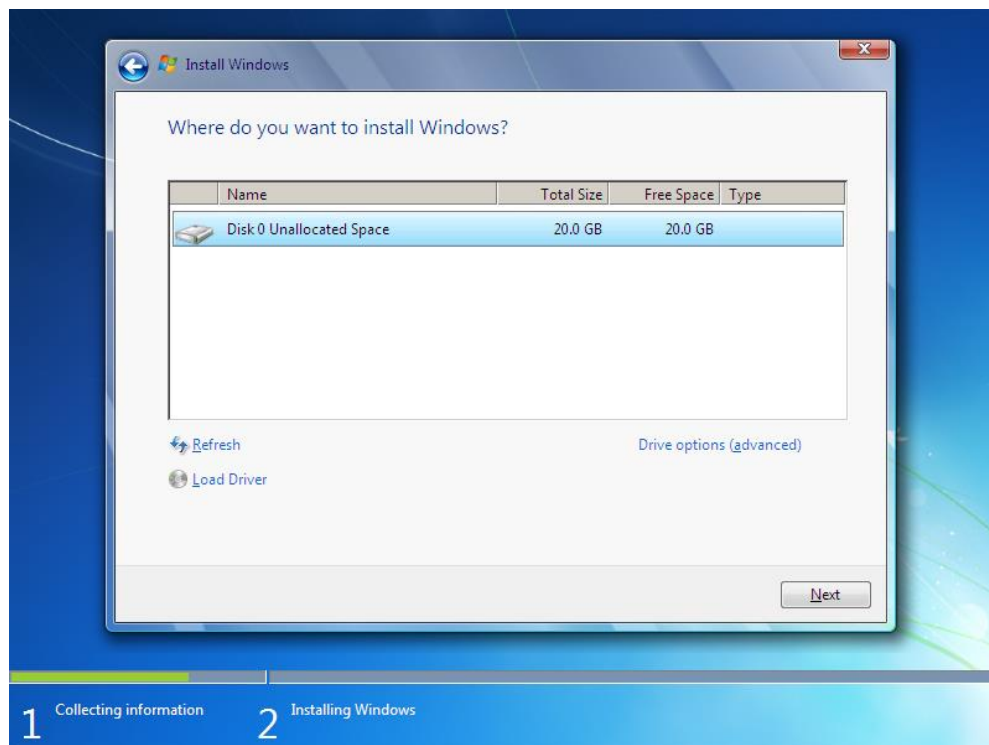 Install Windows
Where do you want to install Windows?
Name Total Size Free Space Type
Disk 0 Unallocated Space 20.0 GB 20.0 GB
Refresh Drive options (advanced)
Load Driver
Next
1 Collecting information 2 Installing Windows